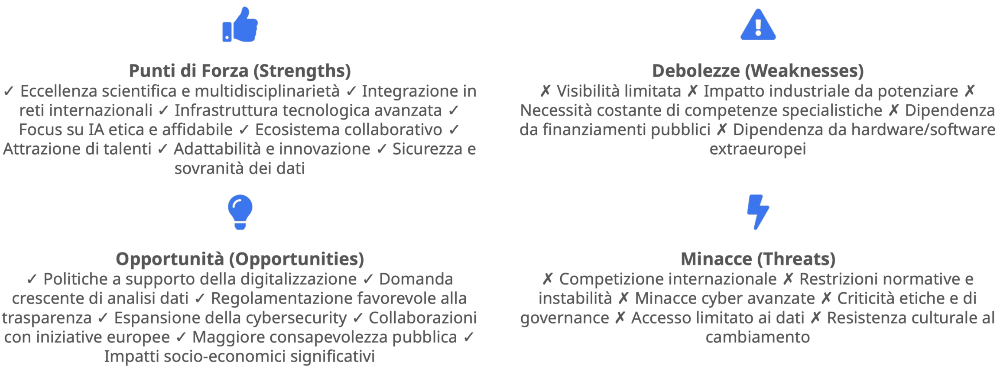 Punti di Forza (Strengths)
✓ Eccellenza scientifica e multidisciplinarietà ✓ Integrazione in
reti internazionali ✓ Infrastruttura tecnologica avanzata ✓
Focus su IA etica e affidabile ✓ Ecosistema collaborativo ✓
Attrazione di talenti ✓ Adattabilità e innovazione ✓ Sicurezza e
sovranità dei dati
Debolezze (Weaknesses)
✗ Visibilità limitata ✗ Impatto industriale da potenziare ✗
Necessità costante di competenze specialistiche ✗ Dipendenza
da finanziamenti pubblici ✗ Dipendenza da hardware/software
extraeuropei
Opportunità (Opportunities)
✓ Politiche a supporto della digitalizzazione ✓ Domanda
crescente di analisi dati ✓ Regolamentazione favorevole alla
trasparenza ✓ Espansione della cybersecurity ✓ Collaborazioni
con iniziative europee ✓ Maggiore consapevolezza pubblica ✓
Impatti socio-economici significativi
Minacce (Threats)
✗ Competizione internazionale ✗ Restrizioni normative e
instabilità ✗ Minacce cyber avanzate ✗ Criticità etiche e di
governance ✗ Accesso limitato ai dati ✗ Resistenza culturale al
cambiamento